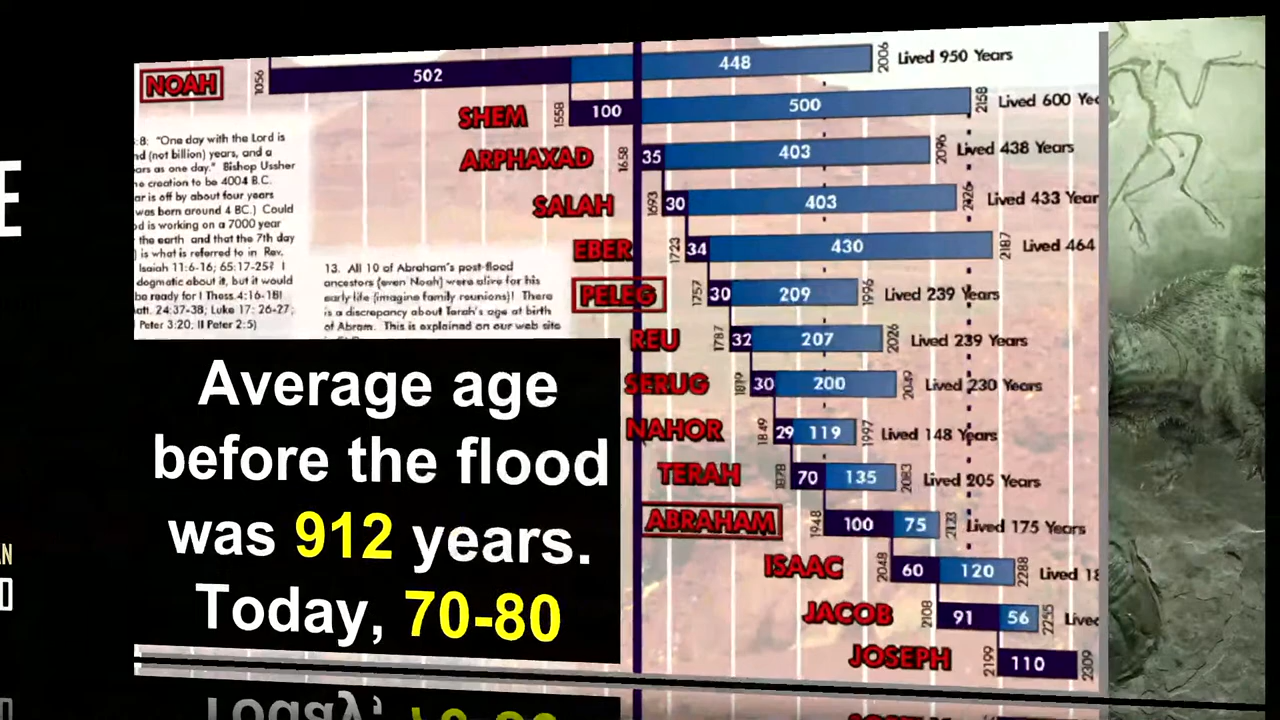 E
AN
D
NOAH 1056 502 448 2006 Lived 950 Years
SHEM 1558 100 500 2158 Lived 600 Yea
ARPHAXAD 1658 35 403 2096 Lived 438 Years
SALAH 1693 30 403 2126 Lived 433 Year
EBER 1723 34 430 2187 Lived 464
PELEG 1757 30 209 1996 Lived 239 Years
REU 1787 32 207 2026 Lived 239 Years
SERUG 1819 30 200 2049 Lived 230 Years
NAHOR 1849 29 119 1997 Lived 148 Years
TERAH 1878 70 135 2083 Lived 205 Years
ABRAHAM 1948 100 75 2123 Lived 175 Years
ISAAC 2048 60 120 2288 Lived 18
JACOB 2108 91 56 2255 Lived
JOSEPH 2199 110 2309
:8: "One day with the Lord is
nd (not billion) years, and a
ars as one day." Bishop Ussher
he creation to be 4004 B.C.
ar is off by about four years
was born around 4 BC.) Could
d is working on a 7000 year
the earth and that the 7th day
) is what is referred to in Rev.
Isaiah 11:6-16; 65:17-25? I
dogmatic about it, but it would
be ready for I Thess.4:16-18!
att. 24:37-38; Luke 17: 26-27;
Peter 3:20; II Peter 2:5)
13. All 10 of Abraham's post-flood
ancestors (even Noah) were alive for his
early life (imagine family reunions)! There
is a discrepancy about Terah's age at birth
of Abram. This is explained on our web site
Average age
before the flood
was 912 years.
Today, 70-80